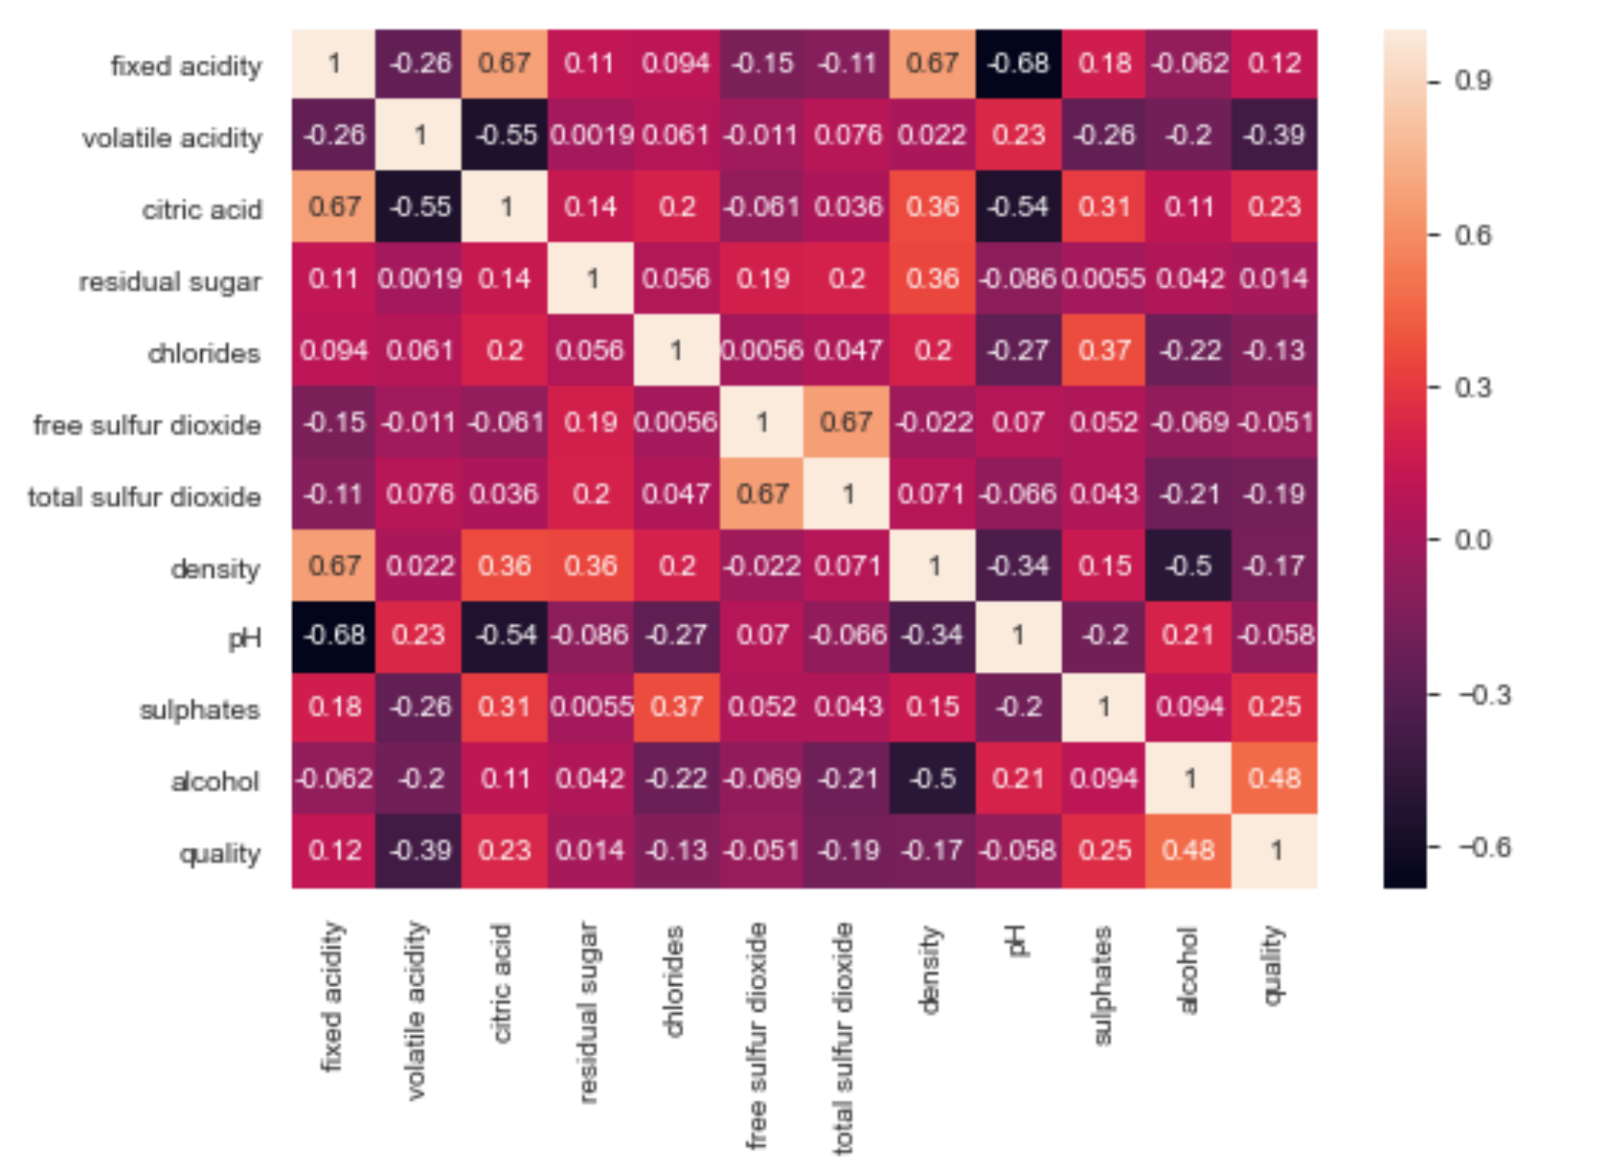 fixed acidity 1 -0.26 0.67 0.11 0.094 -0.15 -0.11 0.67 -0.68 0.18 -0.062 0.12
volatile acidity -0.26 1 -0.55 0.0019 0.061 -0.011 0.076 0.022 0.23 -0.26 -0.2 -0.39
citric acid 0.67 -0.55 1 0.14 0.2 -0.061 0.036 0.36 -0.54 0.31 0.11 0.23
residual sugar 0.11 0.0019 0.14 1 0.056 0.19 0.2 0.36 -0.086 0.0055 0.042 0.014
chlorides 0.094 0.061 0.2 0.056 1 0.0056 0.047 0.2 -0.27 0.37 -0.22 -0.13
free sulfur dioxide -0.15 -0.011 -0.061 0.19 0.0056 1 0.67 -0.022 0.07 0.052 -0.069 -0.051
total sulfur dioxide -0.11 0.076 0.036 0.2 0.047 0.67 1 0.071 -0.066 0.043 -0.21 -0.19
density 0.67 0.022 0.36 0.36 0.2 -0.022 0.071 1 -0.34 0.15 -0.5 -0.17
pH -0.68 0.23 -0.54 -0.086 -0.27 0.07 -0.066 -0.34 1 -0.2 0.21 -0.058
sulphates 0.18 -0.26 0.31 0.0055 0.37 0.052 0.043 0.15 -0.2 1 0.094 0.25
alcohol -0.062 -0.2 0.11 0.042 -0.22 -0.069 -0.21 -0.5 0.21 0.094 1 0.48
quality 0.12 -0.39 0.23 0.014 -0.13 -0.051 -0.19 -0.17 -0.058 0.25 0.48 1
fixed acidity
volatile acidity
citric acid
residual sugar
chlorides
free sulfur dioxide
total sulfur dioxide
density
pH
sulphates
alcohol
quality
0.9
0.6
0.3
0.0
−0.3
−0.6